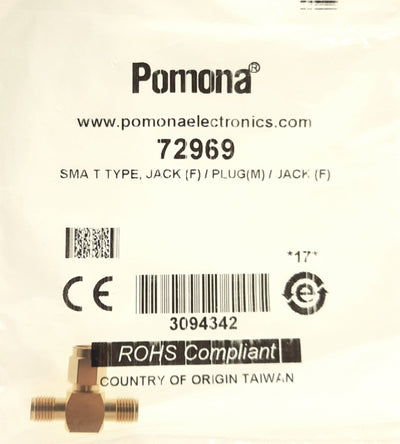 Pomona®
www.pomonaelectronics.com
72969
SMA T TYPE, JACK (F) / PLUG(M) / JACK (F)
*17*
CE
e
3094342
ROHS Compliant
COUNTRY OF ORIGIN TAIWAN